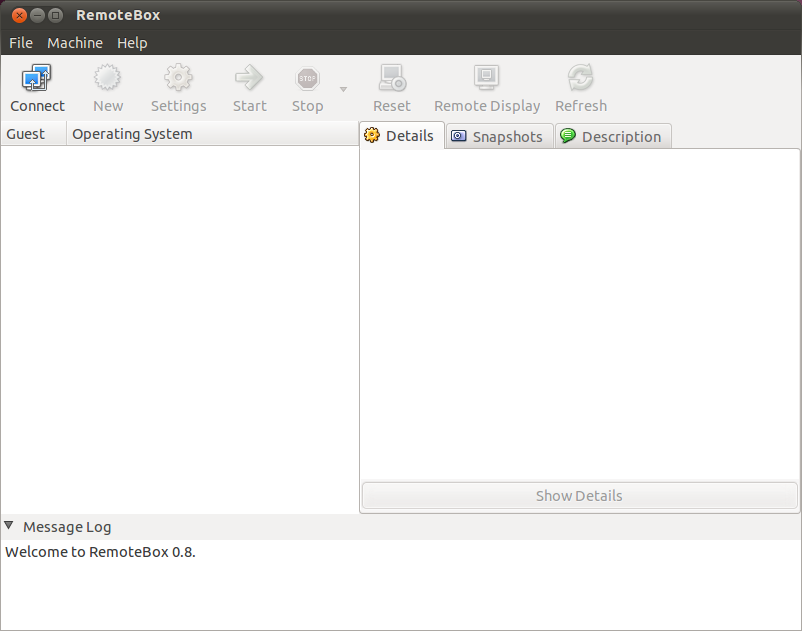 RemoteBox
File Machine Help
Connect New Settings Start STOP Stop Reset Remote Display Refresh
Guest Operating System Details Snapshots Description
Show Details
Message Log
Welcome to RemoteBox 0.8.